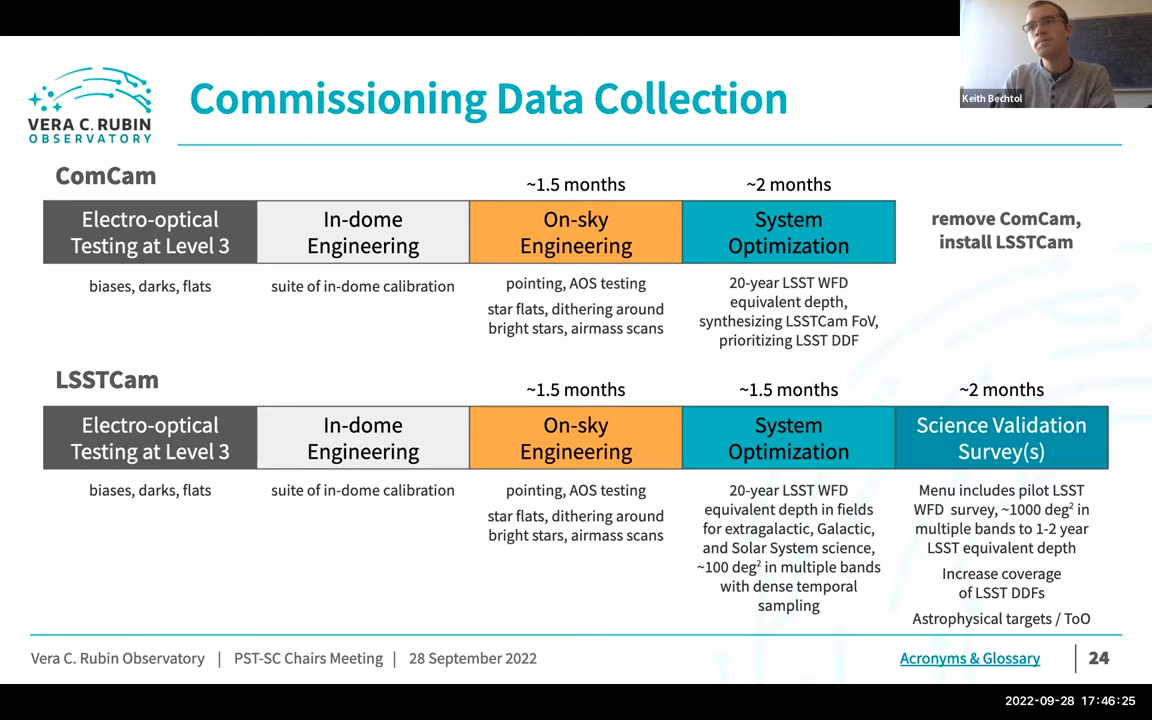 Keith Bechtol
VERA C. RUBIN
OBSERVATORY
Commissioning Data Collection
ComCam
~1.5 months
~2 months
Electro-optical
Testing at Level 3
In-dome
Engineering
On-sky
Engineering
System
Optimization
remove ComCam,
install LSSTCam
biases, darks, flats
suite of in-dome calibration
pointing, AOS testing
star flats, dithering around
bright stars, airmass scans
20-year LSST WFD
equivalent depth,
synthesizing LSSTCam FoV,
prioritizing LSST DDF
LSSTCam
~1.5 months
~1.5 months
~2 months
Electro-optical
Testing at Level 3
In-dome
Engineering
On-sky
Engineering
System
Optimization
Science Validation
Survey(s)
biases, darks, flats
suite of in-dome calibration
pointing, AOS testing
star flats, dithering around
bright stars, airmass scans
20-year LSST WFD
equivalent depth in fields
for extragalactic, Galactic,
and Solar System science,
~100 deg² in multiple bands
with dense temporal
sampling
Menu includes pilot LSST
WFD survey, ~1000 deg² in
multiple bands to 1-2 year
LSST equivalent depth
Increase coverage
of LSST DDFs
Astrophysical targets / ToO
Vera C. Rubin Observatory | PST-SC Chairs Meeting | 28 September 2022
Acronyms & Glossary | 24
2022-09-28 17:46:25